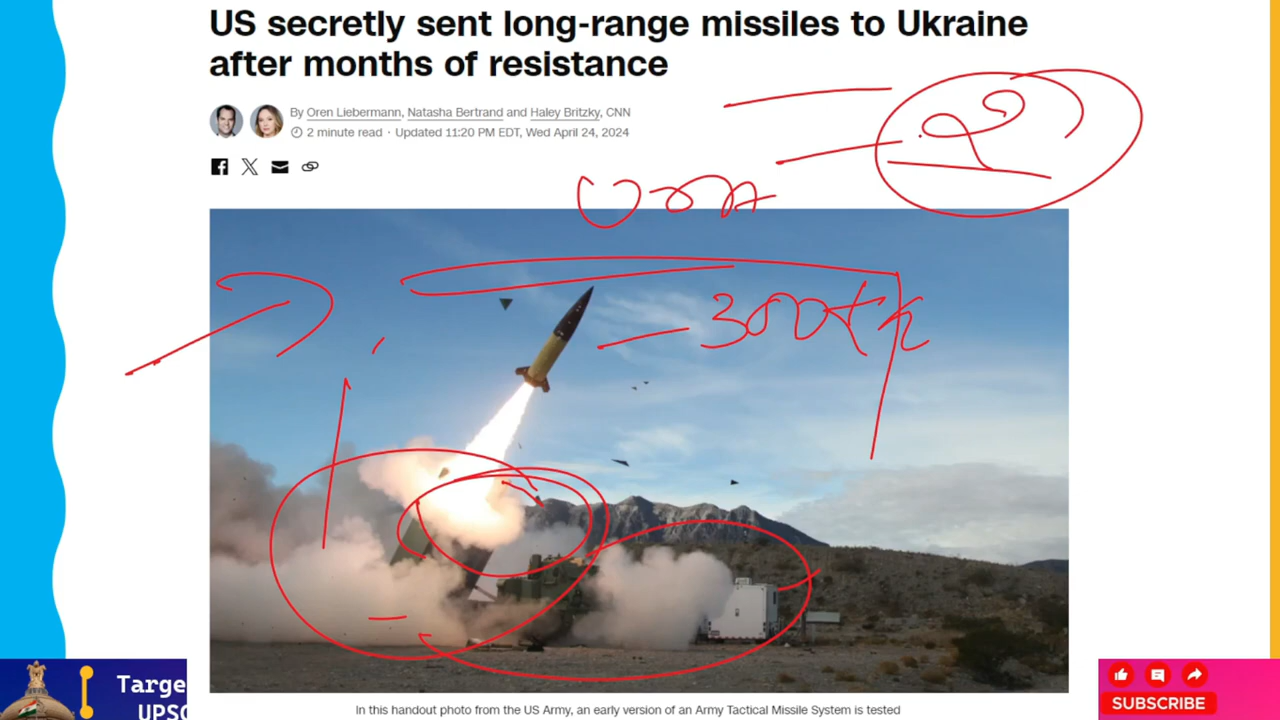 US secretly sent long-range missiles to Ukraine
after months of resistance
By Oren Liebermann, Natasha Bertrand and Haley Britzky, CNN
2 minute read · Updated 11:20 PM EDT, Wed April 24, 2024
In this handout photo from the US Army, an early version of an Army Tactical Missile System is tested
SUBSCRIBE